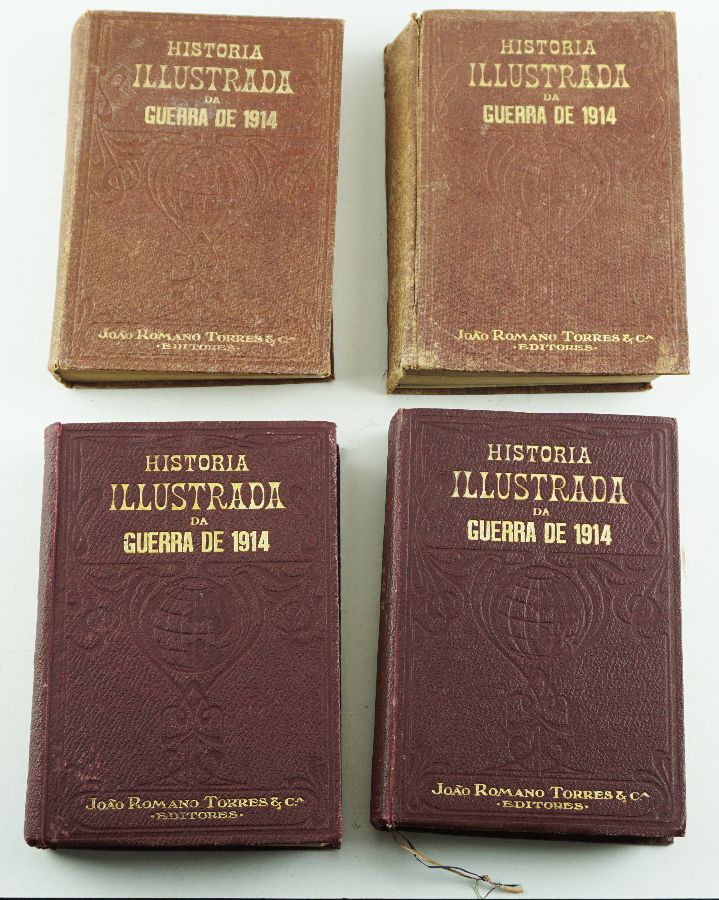 HISTORIA
ILLUSTRADA
DA
GUERRA DE 1914
JOÃO ROMANO TORRES & Cª
·EDITORES·
HISTORIA
ILLUSTRADA
DA
GUERRA DE 1914
JOÃO ROMANO TORRES & Cª
·EDITORES·
HISTORIA
ILLUSTRADA
DA
GUERRA DE 1914
JOÃO ROMANO TORRES & Cª
·EDITORES·
HISTORIA
ILLUSTRADA
DA
GUERRA DE 1914
JOÃO ROMANO TORRES & Cª
·EDITORES·